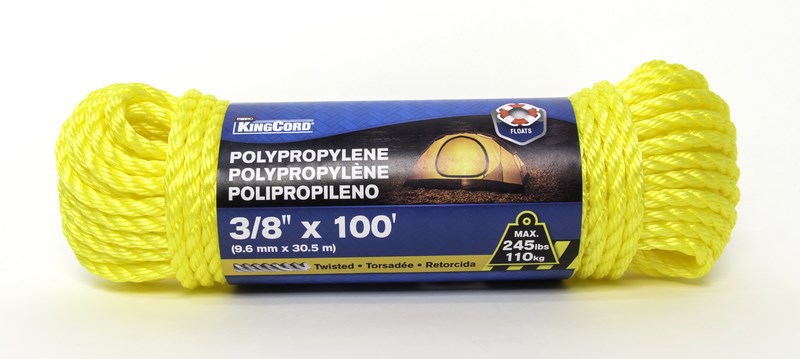 KINGCORD®
FLOATS
POLYPROPYLENE
POLYPROPYLÈNE
POLIPROPILENO
3/8" x 100'
(9.6 mm x 30.5 m)
MAX.
245lbs
110kg
Twisted • Torsadée • Retorcida